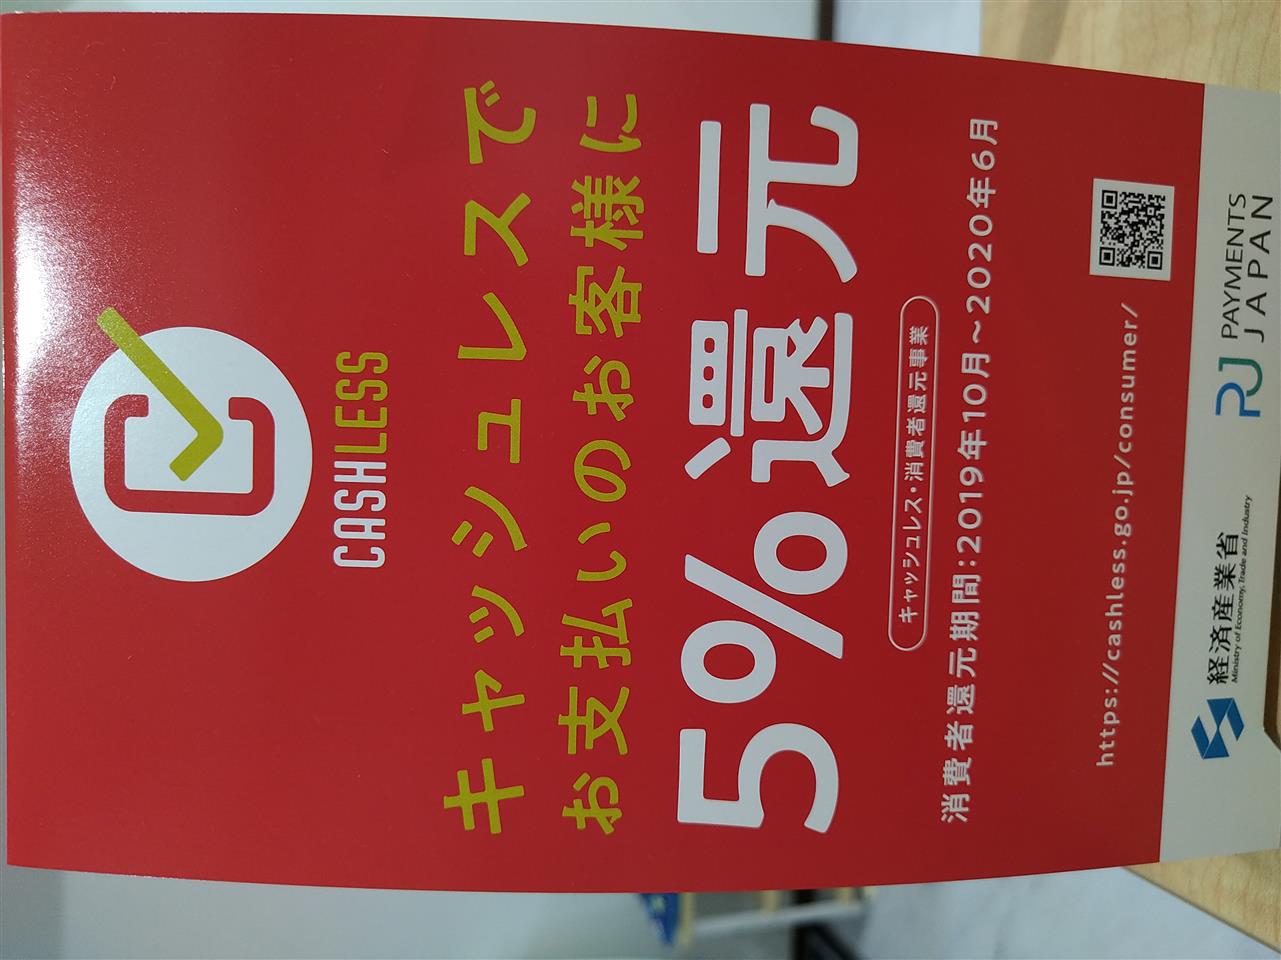 CASHLESS
キャッシュレスで
お支払いのお客様に
5%還元
キャッシュレス・消費者還元事業
消費者還元期間:2019年10月~2020年6月
https://cashless.go.jp/consumer/
経済産業省
Ministry of Economy, Trade and Industry
PJ
PAYMENTS
JAPAN